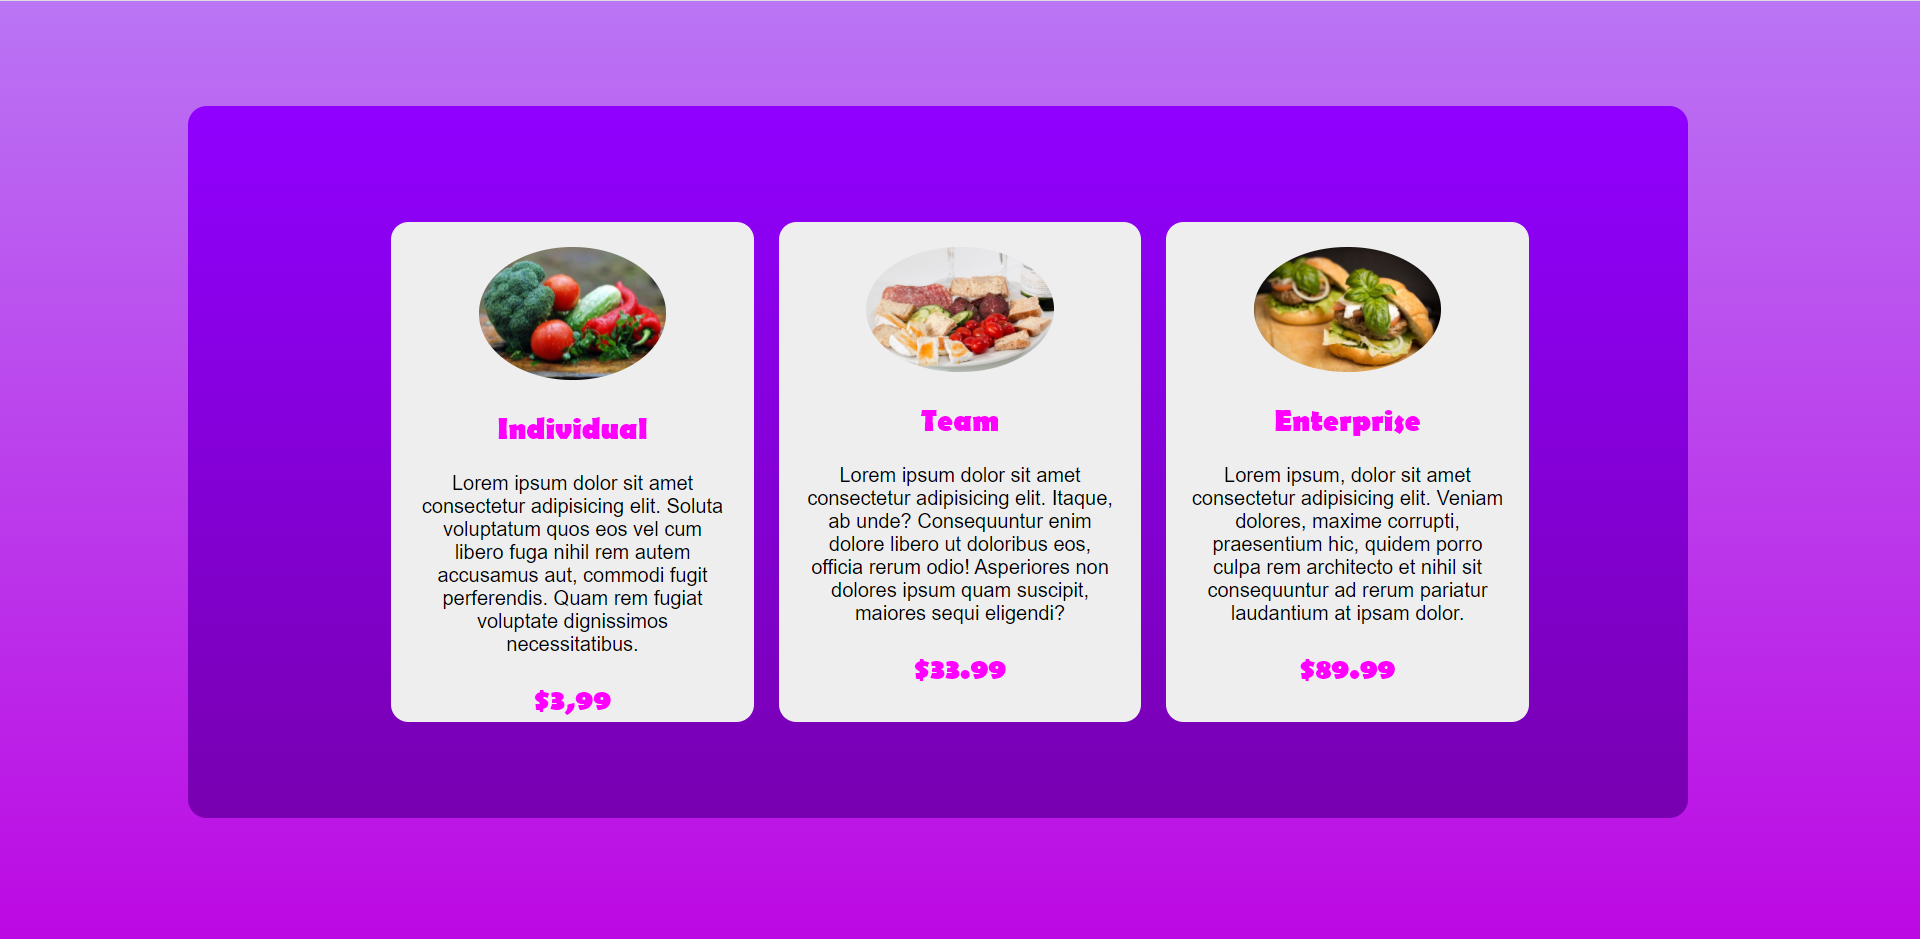 Individual
Lorem ipsum dolor sit amet
consectetur adipisicing elit. Soluta
voluptatum quos eos vel cum
libero fuga nihil rem autem
accusamus aut, commodi fugit
perferendis. Quam rem fugiat
voluptate dignissimos
necessitatibus.
$3,99
Team
Lorem ipsum dolor sit amet
consectetur adipisicing elit. Itaque,
ab unde? Consequuntur enim
dolore libero ut doloribus eos,
officia rerum odio! Asperiores non
dolores ipsum quam suscipit,
maiores sequi eligendi?
$33.99
Enterprise
Lorem ipsum, dolor sit amet
consectetur adipisicing elit. Veniam
dolores, maxime corrupti,
praesentium hic, quidem porro
culpa rem architecto et nihil sit
consequuntur ad rerum pariatur
laudantium at ipsam dolor.
$89.99